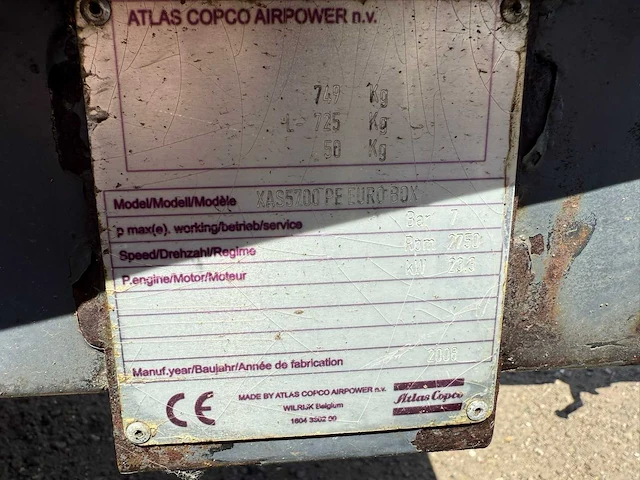 ATLAS COPCO AIRPOWER n.v.
749 Kg
-L- 725 Kg
50 Kg
Model/Modell/Modèle XAS5700 PE EURO BOX
p max(e). working/betrieb/service Bar 7
Speed/Drehzahl/Regime Rpm 2750
P.engine/Motor/Moteur kW
Manuf.year/Baujahr/Année de fabrication
CE
MADE BY ATLAS COPCO AIRPOWER n.v.
WILRIJK Belgium
Atlas Copco